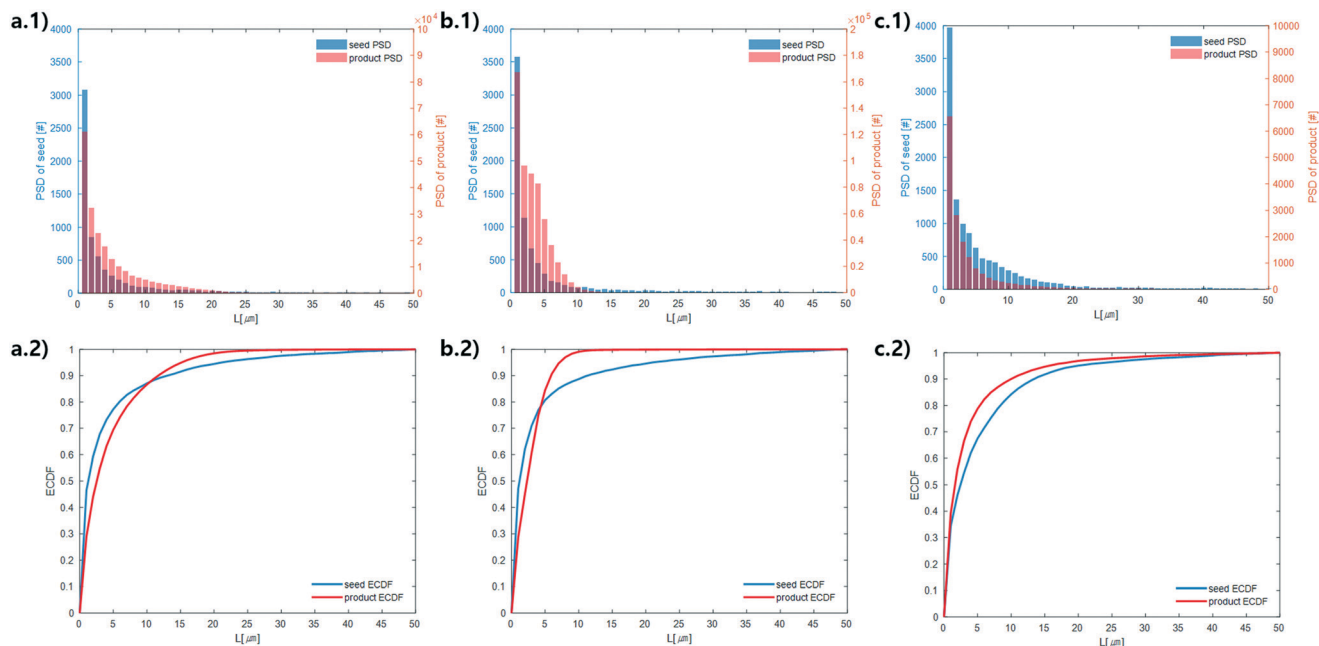 a.1)
×10⁴
4000
3500
3000
2500
2000
1500
1000
500
0
PSD of seed [#]
seed PSD
product PSD
10
9
8
7
6
5
4
3
2
1
0
PSD of product [#]
0 5 10 15 20 25 30 35 40 45 50
L[㎛]
b.1)
×10⁵
4000
3500
3000
2500
2000
1500
1000
500
0
PSD of seed [#]
seed PSD
product PSD
2
1.8
1.6
1.4
1.2
1
0.8
0.6
0.4
0.2
0
PSD of product [#]
0 5 10 15 20 25 30 35 40 45 50
L[㎛]
c.1)
4000
3500
3000
2500
2000
1500
1000
500
0
PSD of seed [#]
seed PSD
product PSD
10000
9000
8000
7000
6000
5000
4000
3000
2000
1000
0
PSD of product [#]
0 10 20 30 40 50
L[㎛]
a.2)
1
0.9
0.8
0.7
0.6
0.5
0.4
0.3
0.2
0.1
0
ECDF
seed ECDF
product ECDF
0 5 10 15 20 25 30 35 40 45 50
L[㎛]
b.2)
1
0.9
0.8
0.7
0.6
0.5
0.4
0.3
0.2
0.1
0
ECDF
seed ECDF
product ECDF
0 5 10 15 20 25 30 35 40 45 50
L[㎛]
c.2)
1
0.9
0.8
0.7
0.6
0.5
0.4
0.3
0.2
0.1
0
ECDF
seed ECDF
product ECDF
0 5 10 15 20 25 30 35 40 45 50
L[㎛]